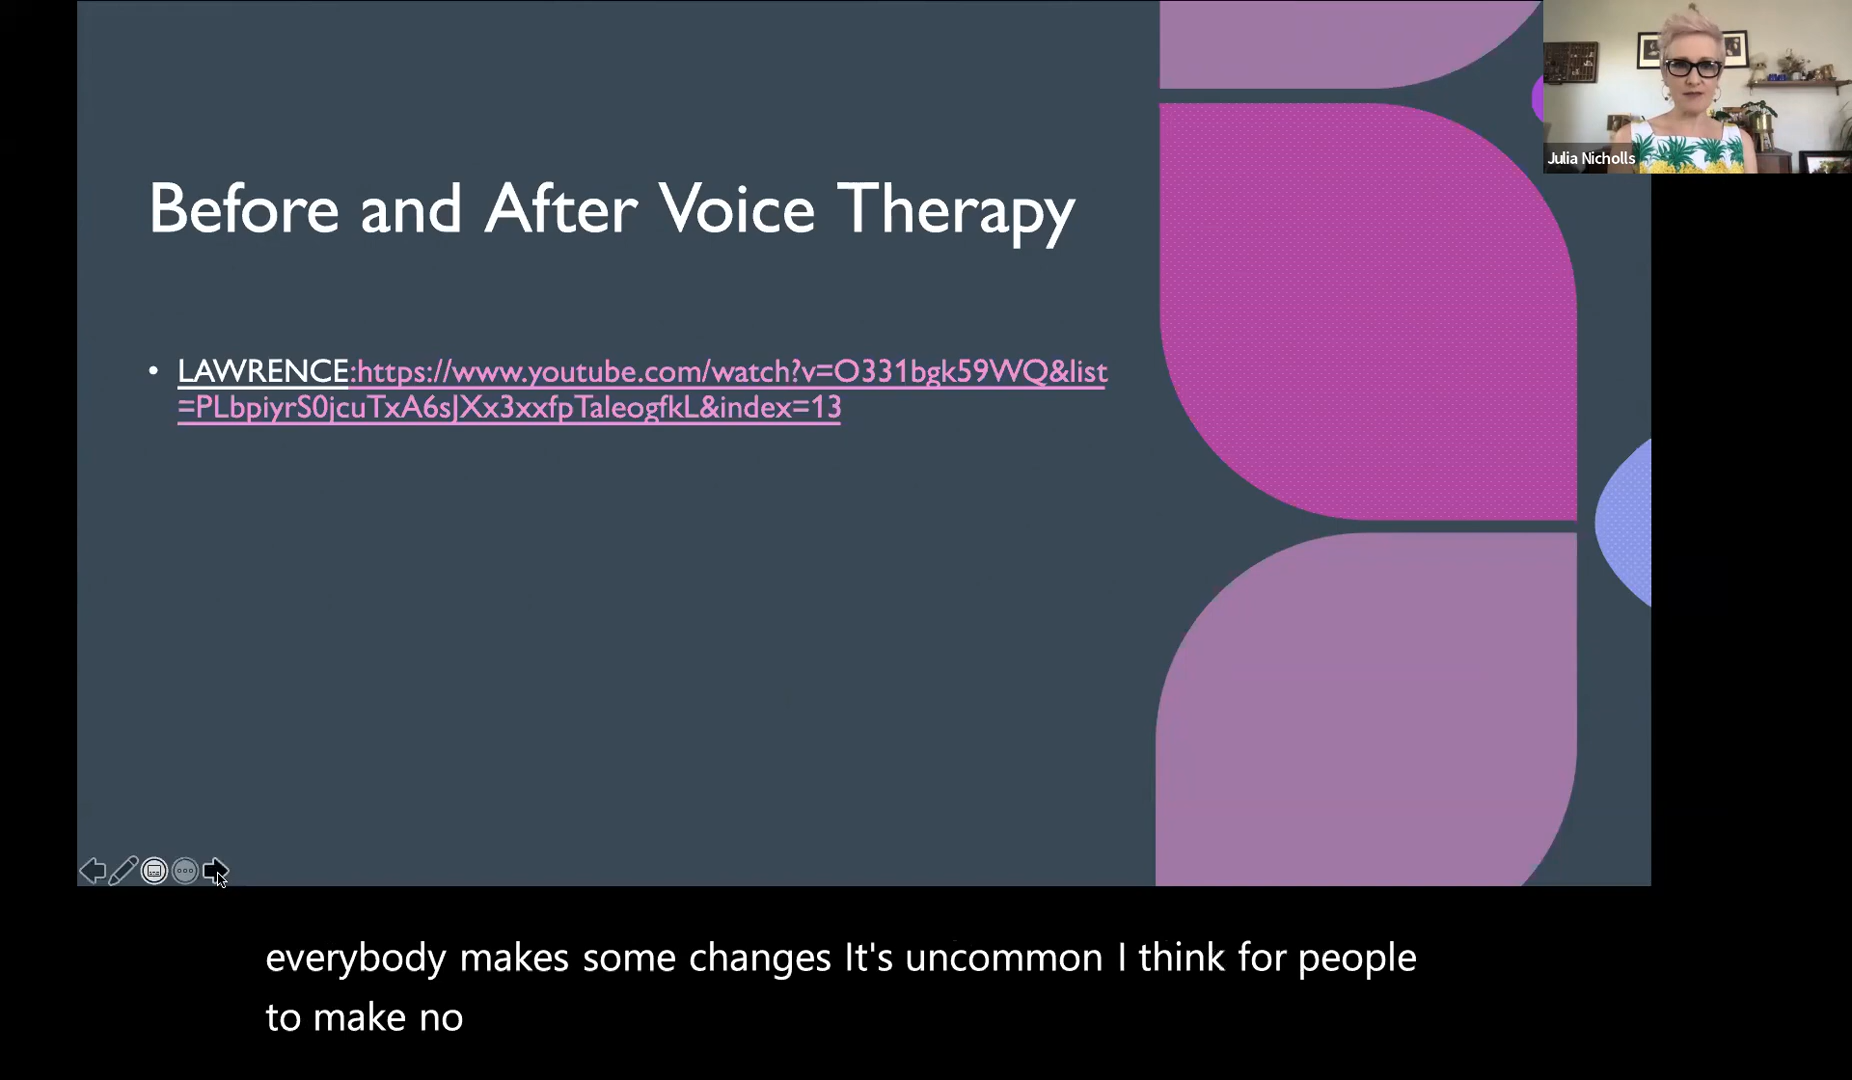 Before and After Voice Therapy
• LAWRENCE:https://www.youtube.com/watch?v=O331bgk59WQ&list
=PLbpiyrS0jcuTxA6sJXx3xxfpTaleogfkL&index=13
Julia Nicholls
everybody makes some changes It's uncommon I think for people
to make no